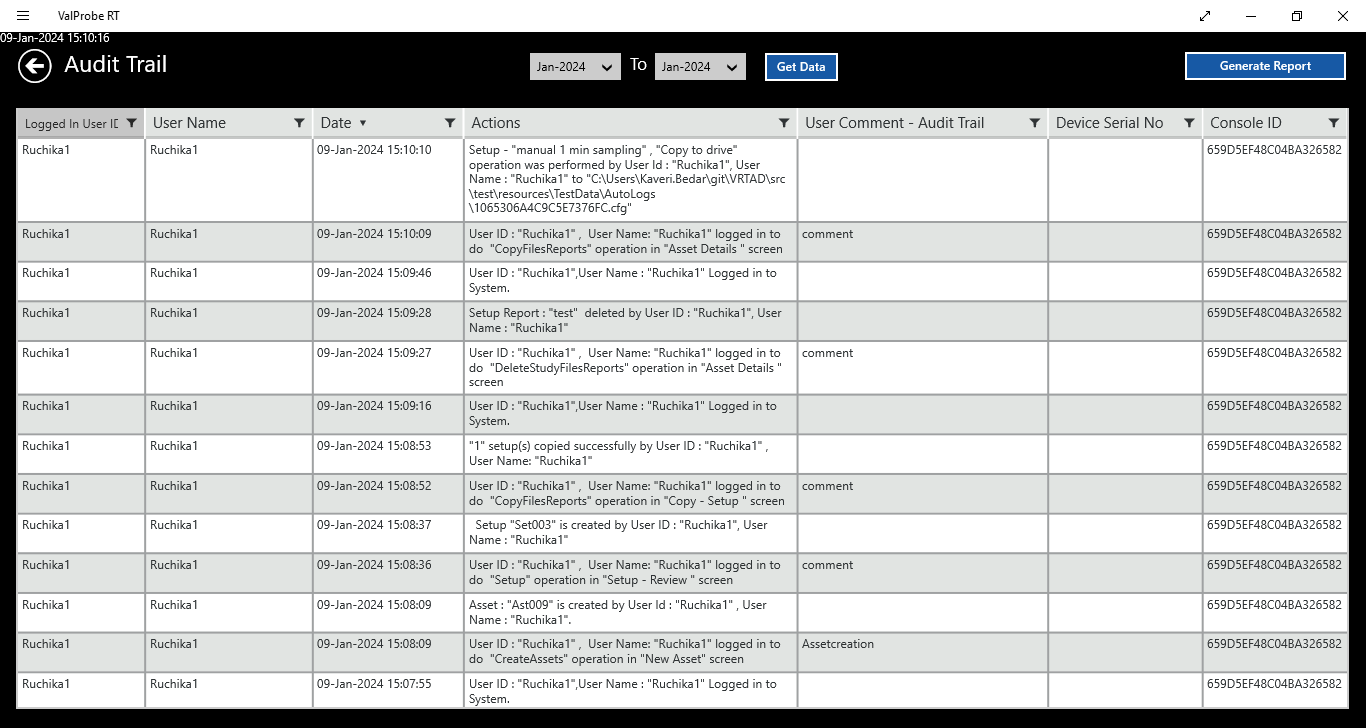 ValProbe RT
09-Jan-2024 15:10:16
Audit Trail
Jan-2024 To Jan-2024 Get Data Generate Report
Logged In User ID User Name Date Actions User Comment - Audit Trail Device Serial No Console ID
Ruchika1 Ruchika1 09-Jan-2024 15:10:10 Setup - "manual 1 min sampling" , "Copy to drive" 659D5EF48C04BA326582
operation was performed by User Id : "Ruchika1", User
Name : "Ruchika1" to "C:\Users\Kaveri.Bedar\git\VRTAD\src
\test\resources\TestData\AutoLogs
\1065306A4C9C5E7376FC.cfg"
Ruchika1 Ruchika1 09-Jan-2024 15:10:09 User ID : "Ruchika1" , User Name: "Ruchika1" logged in to comment 659D5EF48C04BA326582
do "CopyFilesReports" operation in "Asset Details " screen
Ruchika1 Ruchika1 09-Jan-2024 15:09:46 User ID : "Ruchika1",User Name : "Ruchika1" Logged in to 659D5EF48C04BA326582
System.
Ruchika1 Ruchika1 09-Jan-2024 15:09:28 Setup Report : "test" deleted by User ID : "Ruchika1", User 659D5EF48C04BA326582
Name : "Ruchika1"
Ruchika1 Ruchika1 09-Jan-2024 15:09:27 User ID : "Ruchika1" , User Name: "Ruchika1" logged in to comment 659D5EF48C04BA326582
do "DeleteStudyFilesReports" operation in "Asset Details "
screen
Ruchika1 Ruchika1 09-Jan-2024 15:09:16 User ID : "Ruchika1",User Name : "Ruchika1" Logged in to 659D5EF48C04BA326582
System.
Ruchika1 Ruchika1 09-Jan-2024 15:08:53 "1" setup(s) copied successfully by User ID : "Ruchika1" , 659D5EF48C04BA326582
User Name: "Ruchika1"
Ruchika1 Ruchika1 09-Jan-2024 15:08:52 User ID : "Ruchika1" , User Name: "Ruchika1" logged in to comment 659D5EF48C04BA326582
do "CopyFilesReports" operation in "Copy - Setup " screen
Ruchika1 Ruchika1 09-Jan-2024 15:08:37 Setup "Set003" is created by User ID : "Ruchika1", User 659D5EF48C04BA326582
Name : "Ruchika1"
Ruchika1 Ruchika1 09-Jan-2024 15:08:36 User ID : "Ruchika1" , User Name: "Ruchika1" logged in to comment 659D5EF48C04BA326582
do "Setup" operation in "Setup - Review " screen
Ruchika1 Ruchika1 09-Jan-2024 15:08:09 Asset : "Ast009" is created by User Id : "Ruchika1" , User 659D5EF48C04BA326582
Name : "Ruchika1".
Ruchika1 Ruchika1 09-Jan-2024 15:08:09 User ID : "Ruchika1" , User Name: "Ruchika1" logged in to Assetcreation 659D5EF48C04BA326582
do "CreateAssets" operation in "New Asset" screen
Ruchika1 Ruchika1 09-Jan-2024 15:07:55 User ID : "Ruchika1",User Name : "Ruchika1" Logged in to 659D5EF48C04BA326582
System.